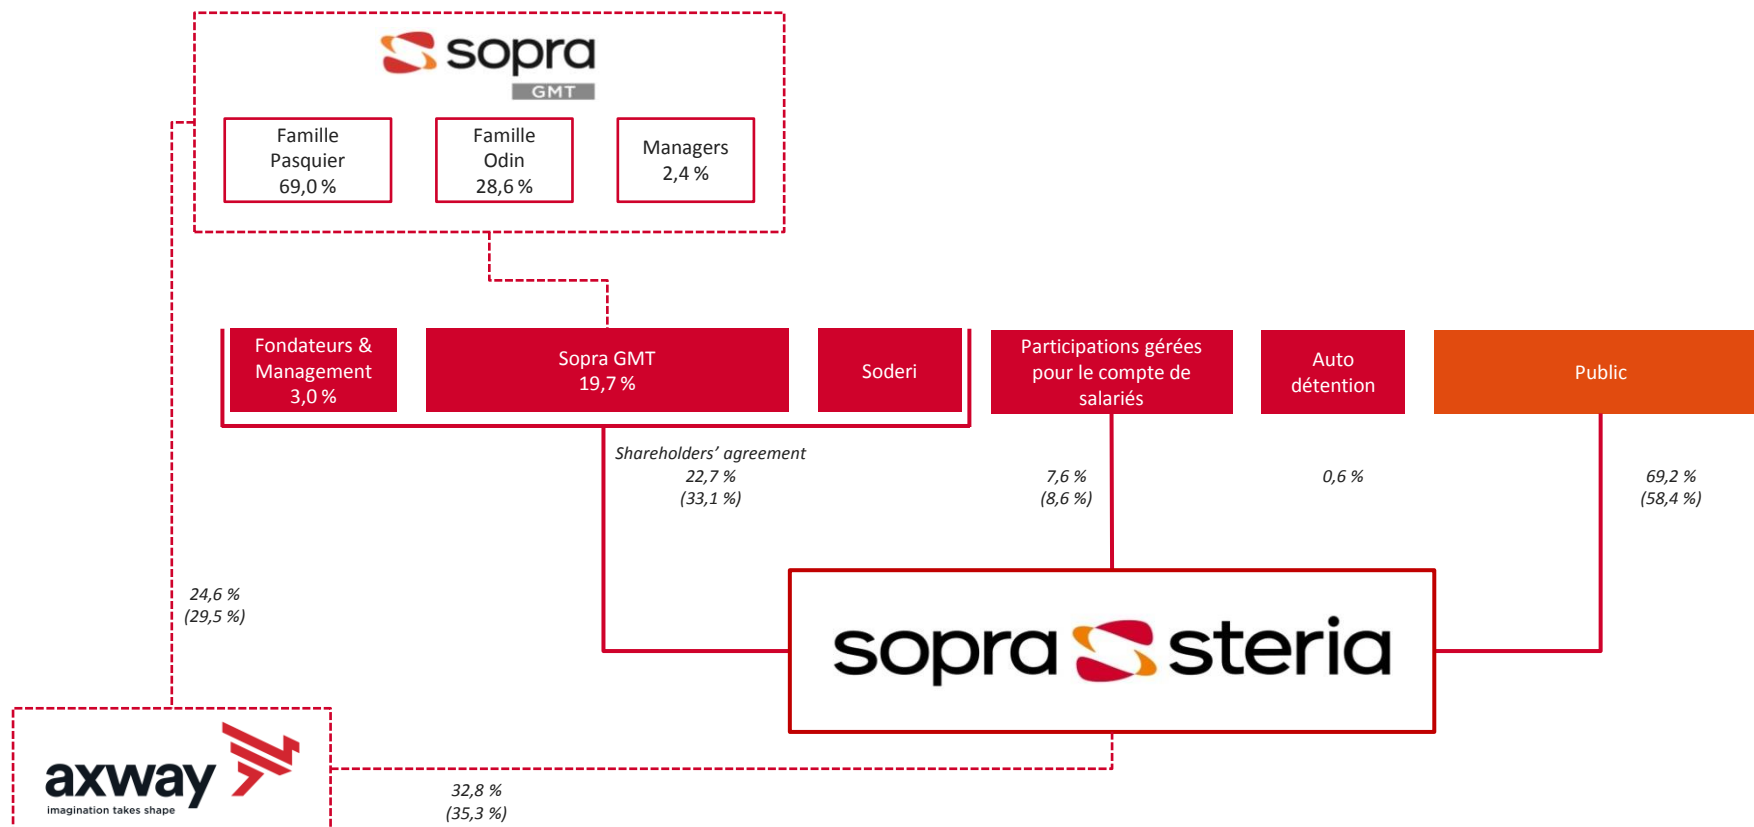 sopra
GMT
Famille
Pasquier
69,0 %
Famille
Odin
28,6 %
Managers
2,4 %
Fondateurs &
Management
3,0 %
Sopra GMT
19,7 %
Soderi
Participations gérées
pour le compte de
salariés
Auto
détention
Public
Shareholders’ agreement
22,7 %
(33,1 %)
7,6 %
(8,6 %)
0,6 %
69,2 %
(58,4 %)
24,6 %
(29,5 %)
sopra steria
axway
imagination takes shape
32,8 %
(35,3 %)